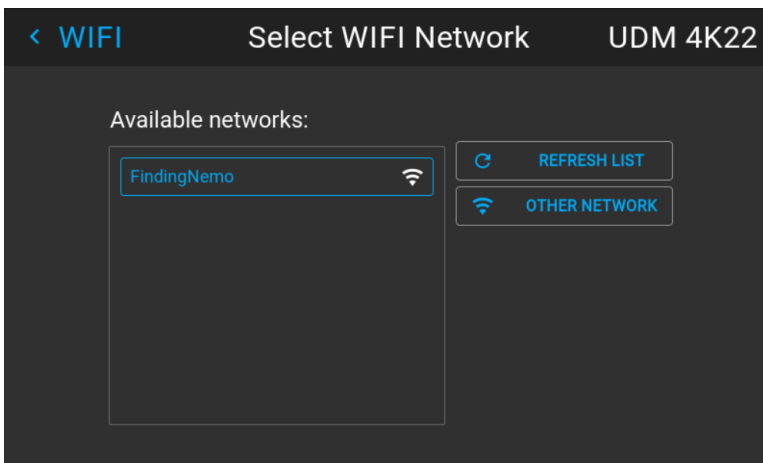 WIFI
Select WIFI Network
UDM 4K22
Available networks:
FindingNemo
REFRESH LIST
OTHER NETWORK